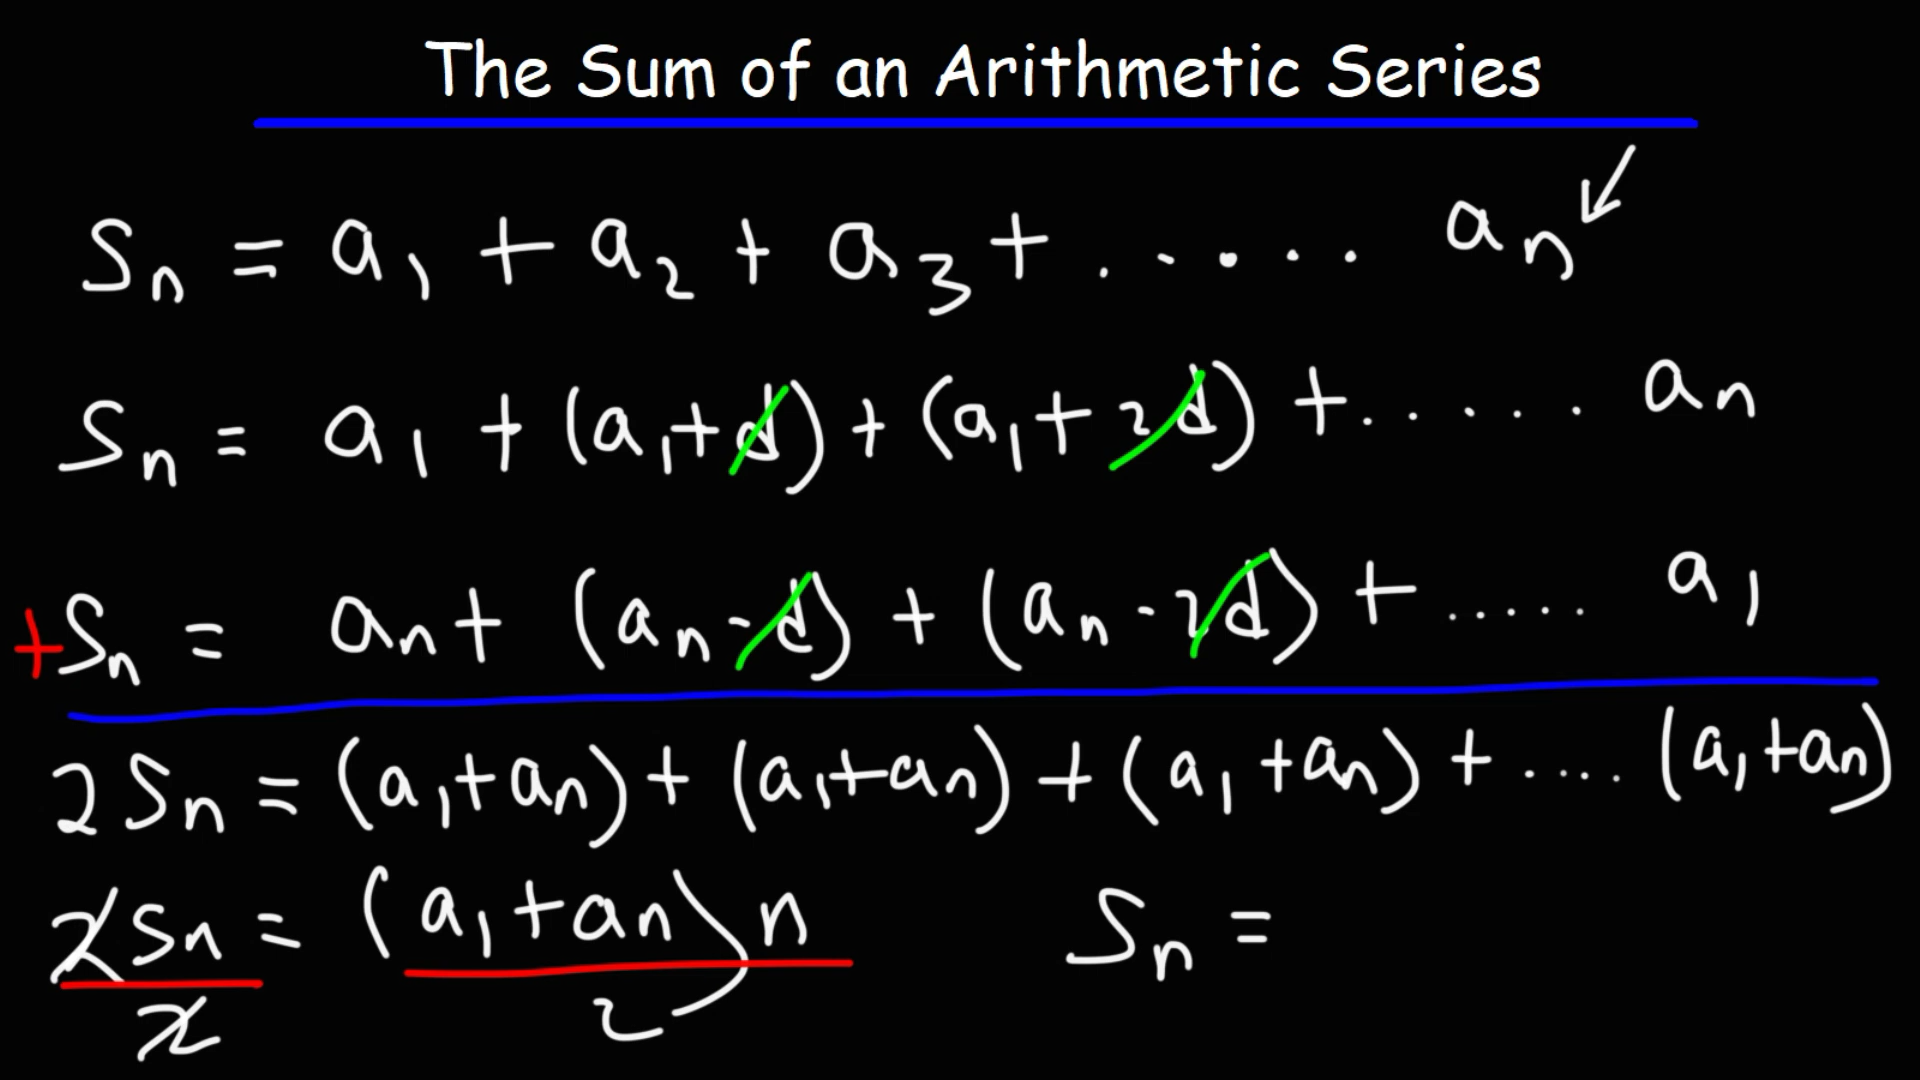 The Sum of an Arithmetic Series
Sn = a1 + a2 + a3 + ..... an
Sn = a1 + (a1+d) + (a1+2d) +..... an
+Sn = an+ (an-d) + (an-2d) +..... a1
2Sn = (a1+an) + (a1+an) + (a1+an) + .... (a1+an)
2Sn = (a1+an)n Sn =
2 2